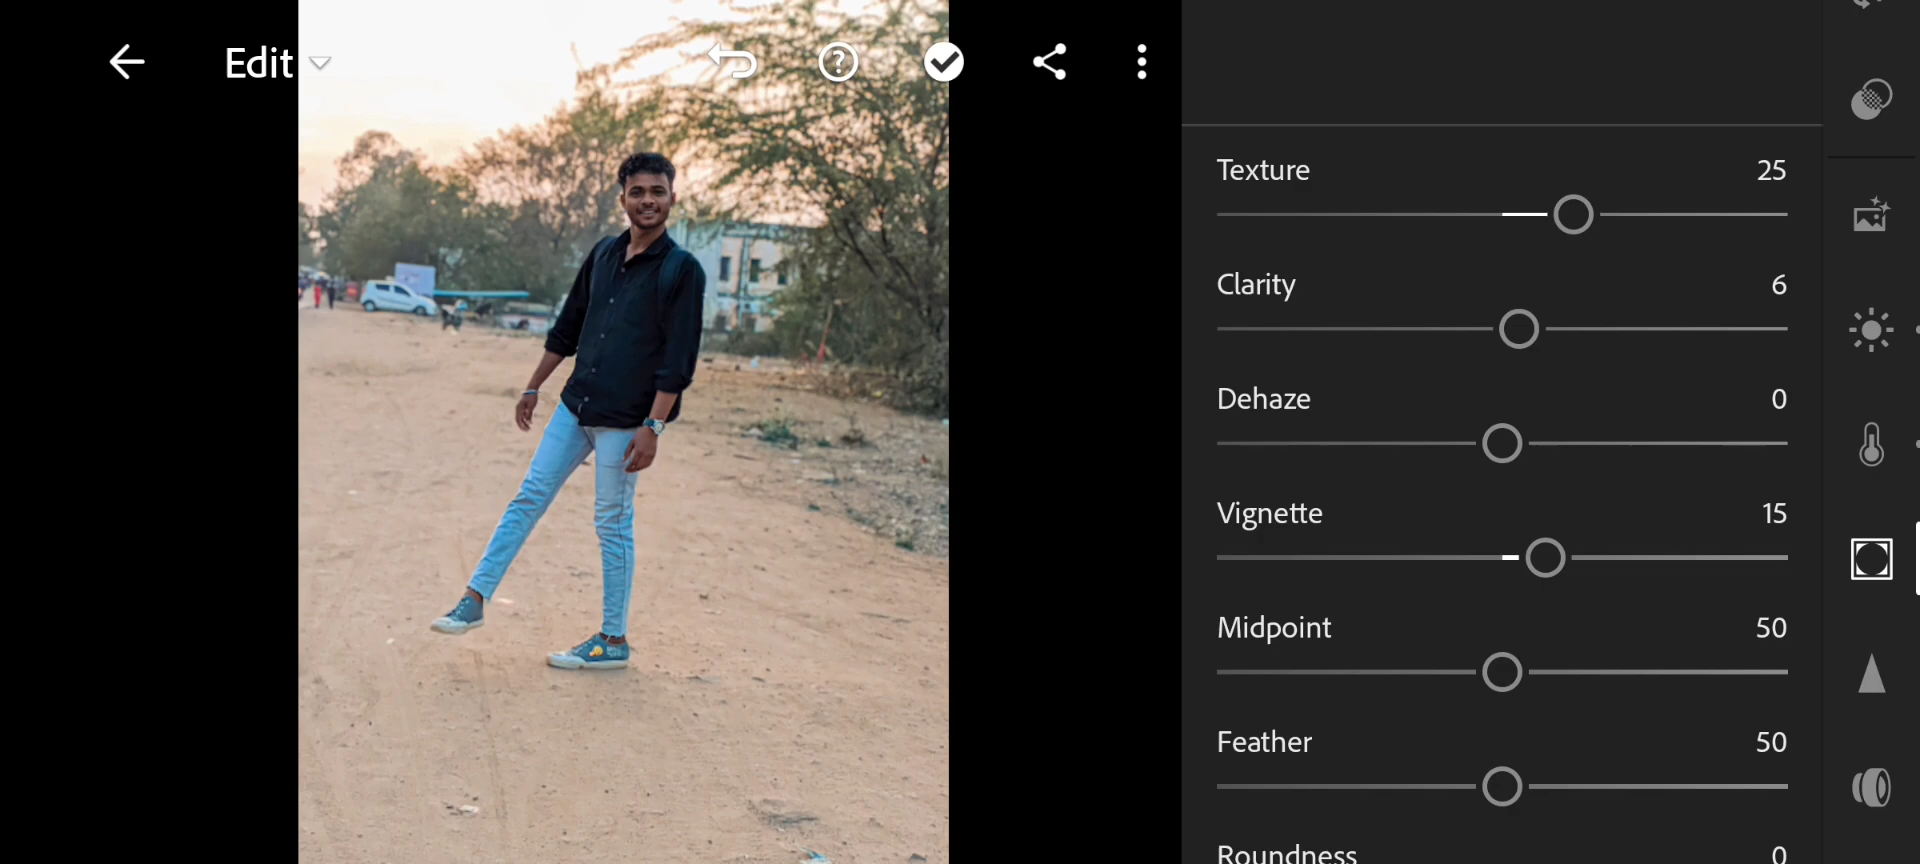 Edit
Texture 25
Clarity 6
Dehaze 0
Vignette 15
Midpoint 50
Feather 50
Roundness 0